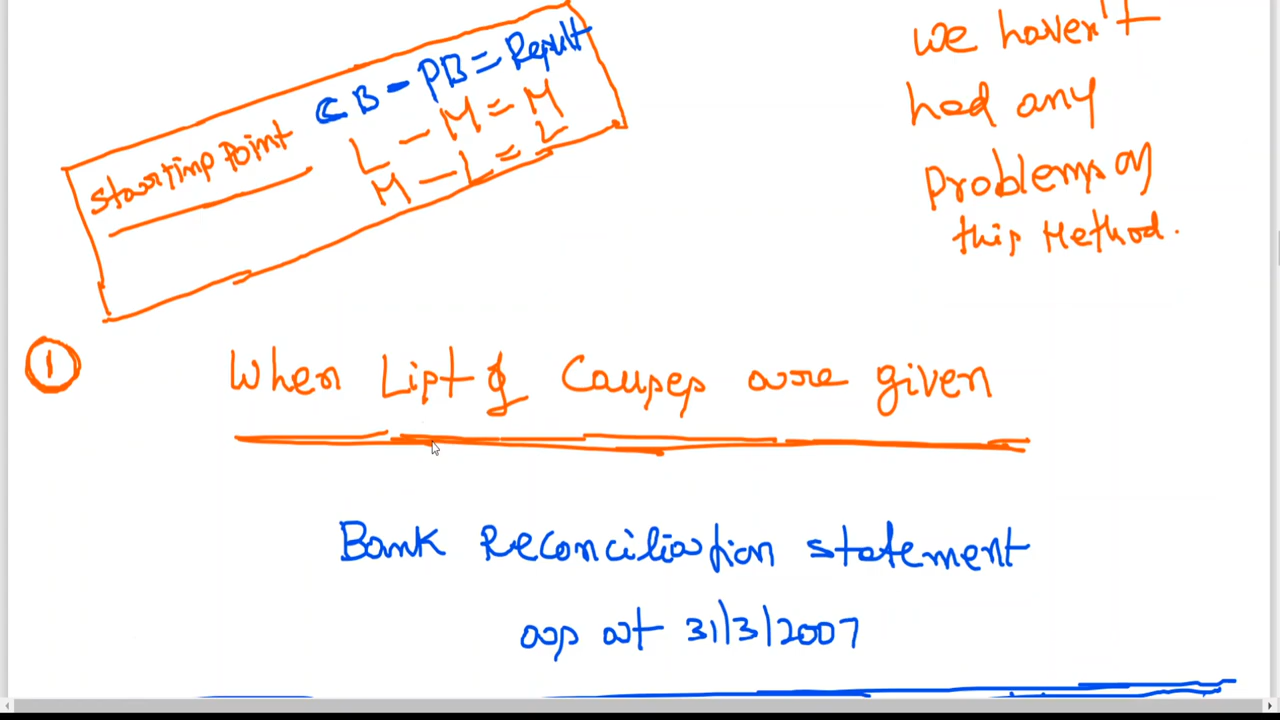 CB - PB = Result
Starting Point
L - M = M
M - L = L
we haven't
had any
Problems of
this Method.
1
When List of Causes are given
Bank Reconciliation statement
as at 31/3/2007